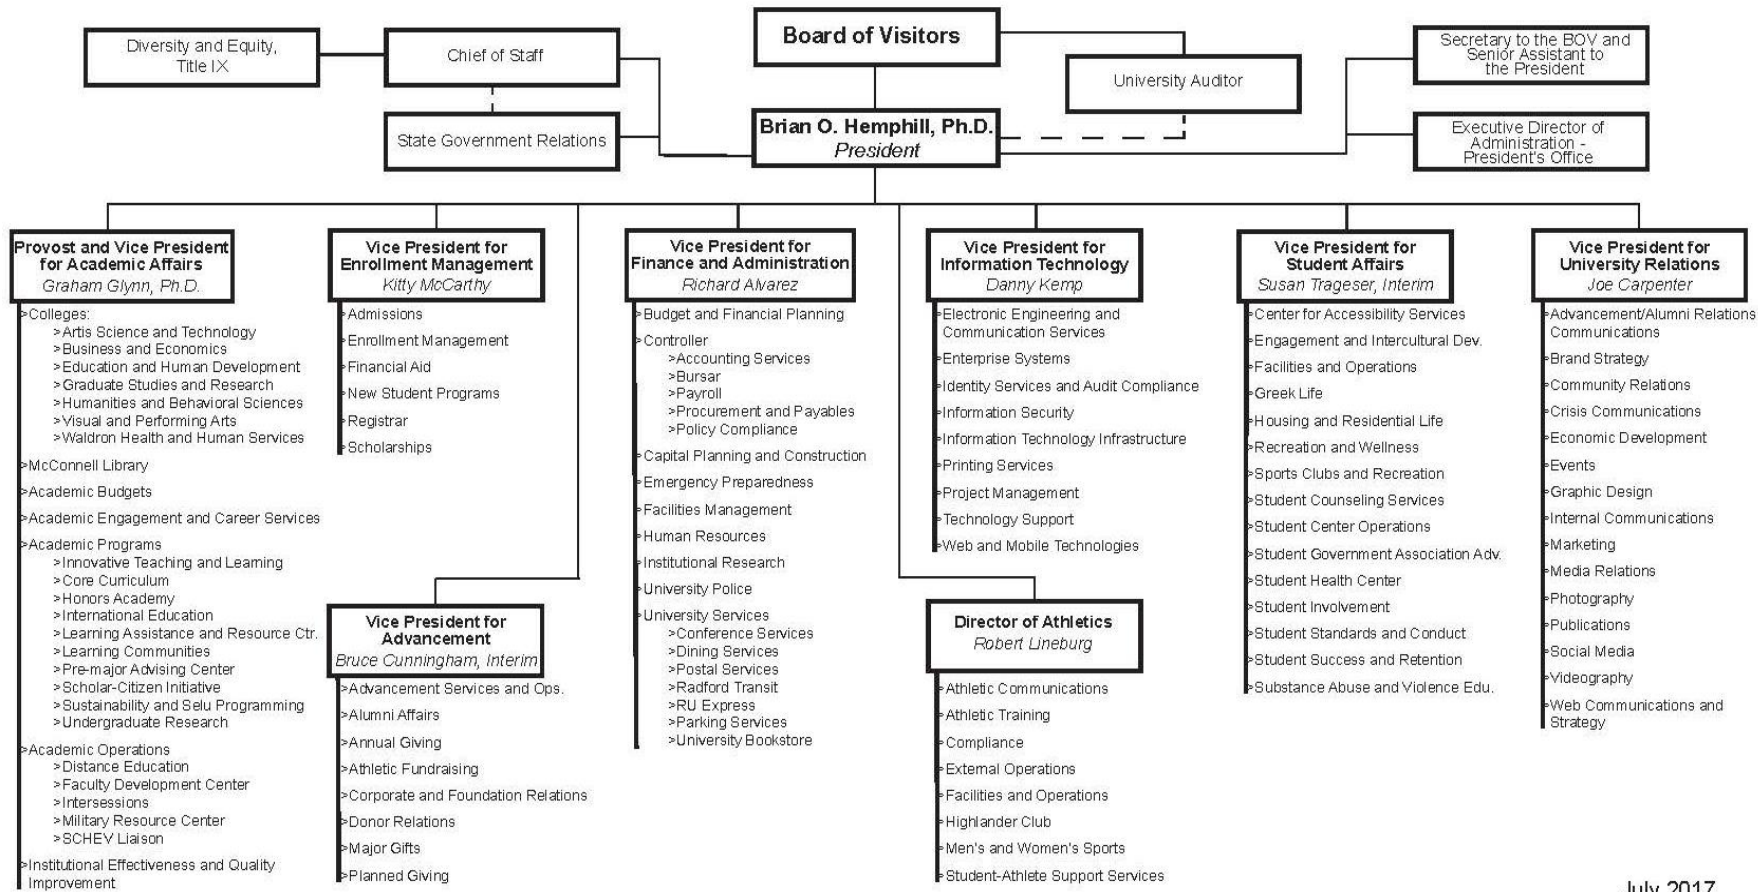 Board of Visitors
Diversity and Equity,
Title IX
Chief of Staff
University Auditor
Secretary to the BOV and
Senior Assistant to
the President
State Government Relations
Brian O. Hemphill, Ph.D.
President
Executive Director of
Administration -
President's Office
Provost and Vice President
for Academic Affairs
Graham Glynn, Ph.D.
>Colleges:
>Artis Science and Technology
>Business and Economics
>Education and Human Development
>Graduate Studies and Research
>Humanities and Behavioral Sciences
>Visual and Performing Arts
>Waldron Health and Human Services
>McConnell Library
>Academic Budgets
>Academic Engagement and Career Services
>Academic Programs
>Innovative Teaching and Learning
>Core Curriculum
>Honors Academy
>International Education
>Learning Assistance and Resource Ctr.
>Learning Communities
>Pre-major Advising Center
>Scholar-Citizen Initiative
>Sustainability and Selu Programming
>Undergraduate Research
>Academic Operations
>Distance Education
>Faculty Development Center
>Intersessions
>Military Resource Center
>SCHEV Liaison
>Institutional Effectiveness and Quality
Improvement
Vice President for
Enrollment Management
Kitty McCarthy
>Admissions
>Enrollment Management
>Financial Aid
>New Student Programs
>Registrar
>Scholarships
Vice President for
Advancement
Bruce Cunningham, Interim
>Advancement Services and Ops.
>Alumni Affairs
>Annual Giving
>Athletic Fundraising
>Corporate and Foundation Relations
>Donor Relations
>Major Gifts
>Planned Giving
Vice President for
Finance and Administration
Richard Alvarez
>Budget and Financial Planning
>Controller
>Accounting Services
>Bursar
>Payroll
>Procurement and Payables
>Policy Compliance
>Capital Planning and Construction
>Emergency Preparedness
>Facilities Management
>Human Resources
>Institutional Research
>University Police
>University Services
>Conference Services
>Dining Services
>Postal Services
>Radford Transit
>RU Express
>Parking Services
>University Bookstore
Vice President for
Information Technology
Danny Kemp
>Electronic Engineering and
Communication Services
>Enterprise Systems
>Identity Services and Audit Compliance
>Information Security
>Information Technology Infrastructure
>Printing Services
>Project Management
>Technology Support
>Web and Mobile Technologies
Director of Athletics
Robert Lineburg
>Athletic Communications
>Athletic Training
>Compliance
>External Operations
>Facilities and Operations
>Highlander Club
>Men's and Women's Sports
>Student-Athlete Support Services
Vice President for
Student Affairs
Susan Trageser, Interim
>Center for Accessibility Services
>Engagement and Intercultural Dev.
>Facilities and Operations
>Greek Life
>Housing and Residential Life
>Recreation and Wellness
>Sports Clubs and Recreation
>Student Counseling Services
>Student Center Operations
>Student Government Association Adv.
>Student Health Center
>Student Involvement
>Student Standards and Conduct
>Student Success and Retention
>Substance Abuse and Violence Edu.
Vice President for
University Relations
Joe Carpenter
>Advancement/Alumni Relations
Communications
>Brand Strategy
>Community Relations
>Crisis Communications
>Economic Development
>Events
>Graphic Design
>Internal Communications
>Marketing
>Media Relations
>Photography
>Publications
>Social Media
>Videography
>Web Communications and
Strategy
July 2017